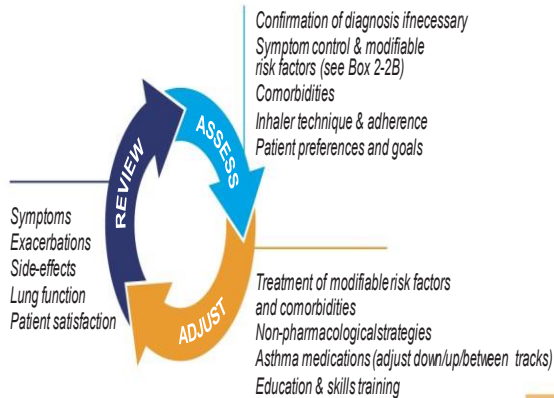 Confirmation of diagnosis ifnecessary
Symptom control & modifiable
risk factors (see Box 2-2B)
Comorbidities
Inhaler technique & adherence
Patient preferences and goals
ASSESS
REVIEW
Symptoms
Exacerbations
Side-effects
Lung function
Patient satisfaction
ADJUST
Treatment of modifiable risk factors
and comorbidities
Non-pharmacologicalstrategies
Asthma medications (adjust down/up/between tracks)
Education & skills training